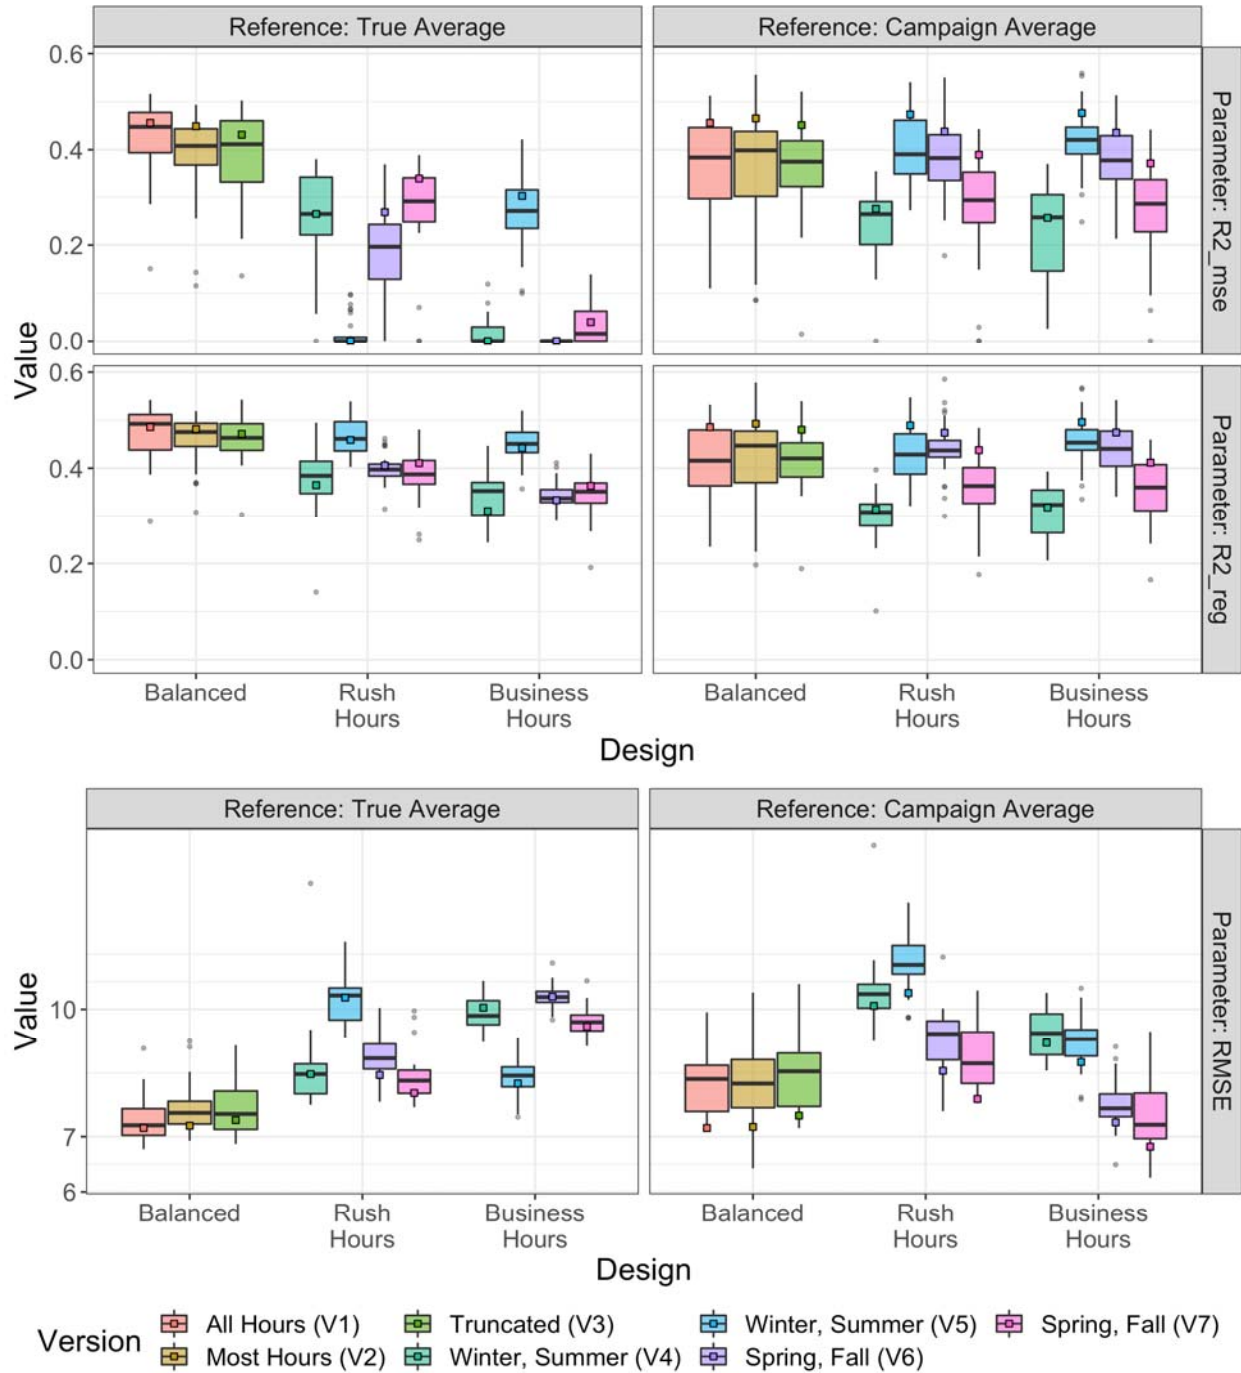 Reference: True Average
Reference: Campaign Average
0.6
0.4
0.2
0.0
Parameter: R2_mse
Value
0.6
0.4
0.2
0.0
Parameter: R2_reg
Balanced
Rush
Hours
Business
Hours
Balanced
Rush
Hours
Business
Hours
Design
Reference: True Average
Reference: Campaign Average
10
7
6
Value
Parameter: RMSE
Balanced
Rush
Hours
Business
Hours
Balanced
Rush
Hours
Business
Hours
Design
Version
All Hours (V1)
Truncated (V3)
Winter, Summer (V5)
Spring, Fall (V7)
Most Hours (V2)
Winter, Summer (V4)
Spring, Fall (V6)